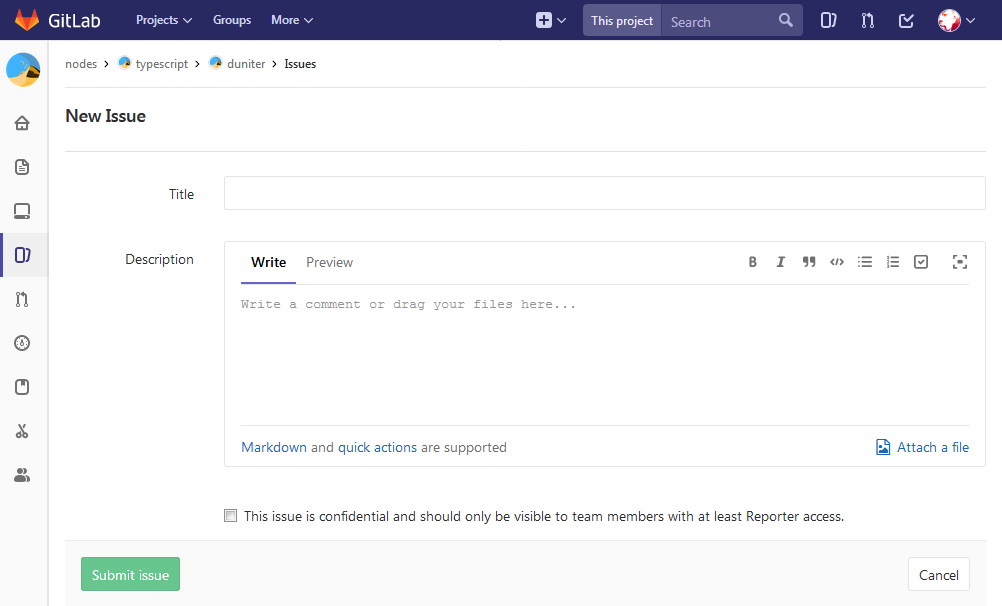 GitLab Projects Groups More This project Search
nodes > typescript > duniter > Issues
New Issue
Title
Description
Write Preview
Write a comment or drag your files here...
Markdown and quick actions are supported
Attach a file
This issue is confidential and should only be visible to team members with at least Reporter access.
Submit issue
Cancel